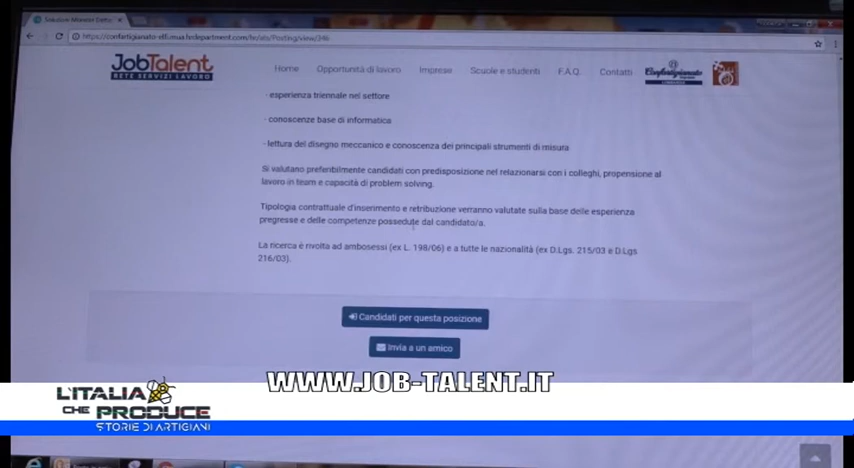 JobTalent
RETE SERVIZI LAVORO
Home Opportunità di lavoro Imprese Scuole e studenti F.A.Q. Contatti Confartigianato
- esperienza triennale nel settore
- conoscenze base di informatica
- lettura del disegno meccanico e conoscenza dei principali strumenti di misura
Si valutano preferibilmente candidati con predisposizione nel relazionarsi con i colleghi, propensione al
lavoro in team e capacità di problem solving.
Tipologia contrattuale d'inserimento e retribuzione verranno valutate sulla base delle esperienza
pregresse e delle competenze possedute dal candidato/a.
La ricerca è rivolta ad ambosessi (ex L. 198/06) e a tutte le nazionalità (ex D.Lgs. 215/03 e D.Lgs
216/03).
Candidati per questa posizione
Invia a un amico
WWW.JOB-TALENT.IT
L'ITALIA
CHE PRODUCE
STORIE DI ARTIGIANI